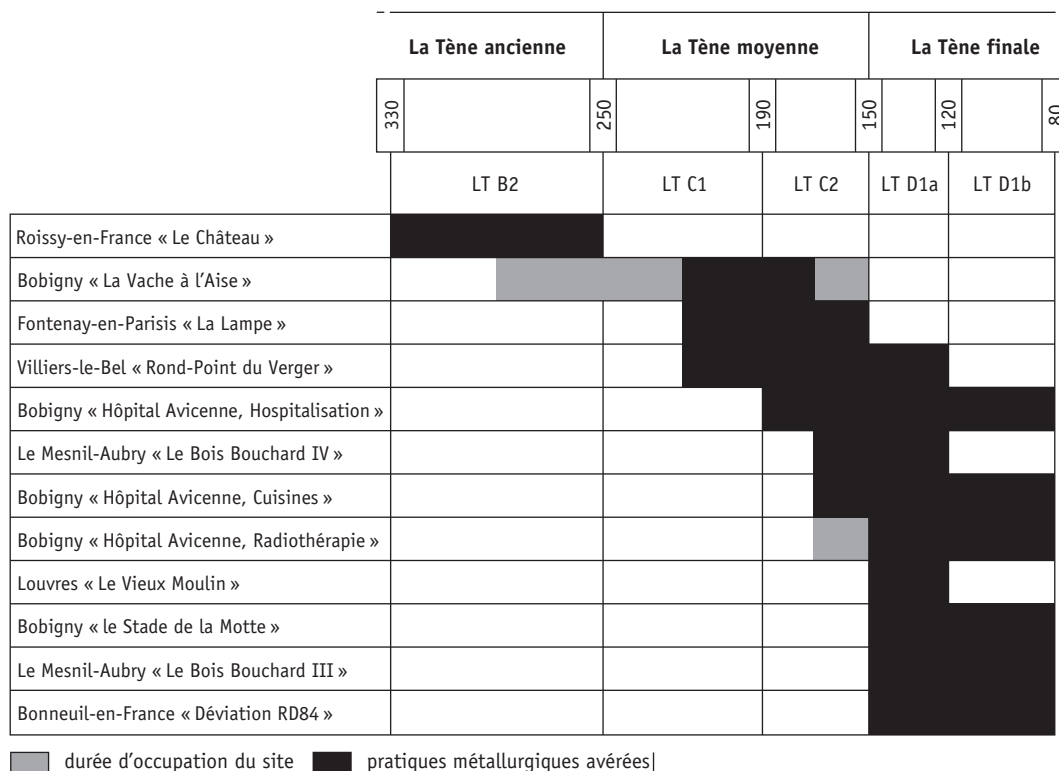 La Tène ancienne La Tène moyenne La Tène finale
330 250 190 150 120 80
LT B2 LT C1 LT C2 LT D1a LT D1b
Roissy-en-France « Le Château »
Bobigny « La Vache à l’Aise »
Fontenay-en-Parisis « La Lampe »
Villiers-le-Bel « Rond-Point du Verger »
Bobigny « Hôpital Avicenne, Hospitalisation »
Le Mesnil-Aubry « Le Bois Bouchard IV »
Bobigny « Hôpital Avicenne, Cuisines »
Bobigny « Hôpital Avicenne, Radiothérapie »
Louvres « Le Vieux Moulin »
Bobigny « le Stade de la Motte »
Le Mesnil-Aubry « Le Bois Bouchard III »
Bonneuil-en-France « Déviation RD84 »
durée d’occupation du site pratiques métallurgiques avérées